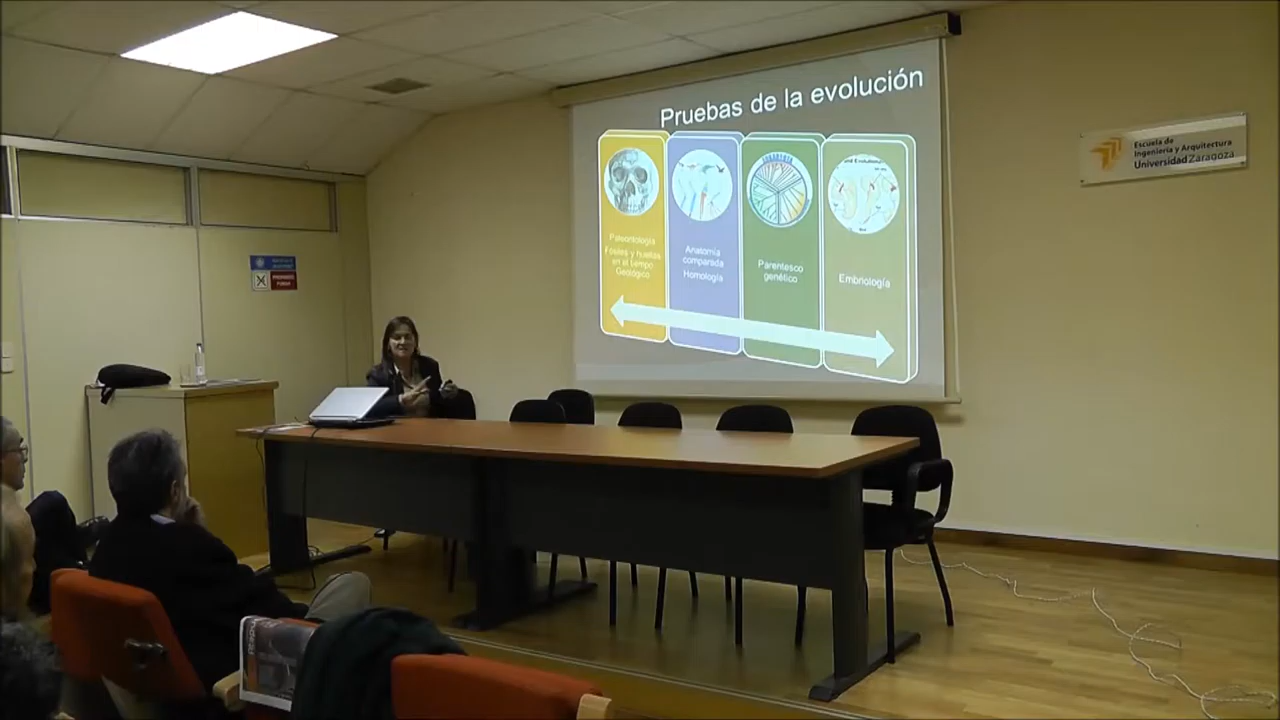 Pruebas de la evolución
Paleontología
Fósiles y huellas
en el tiempo
Geológico
Anatomía
comparada
Homología
Parentesco
genético
Embriología
Escuela de
Ingeniería y Arquitectura
Universidad Zaragoza